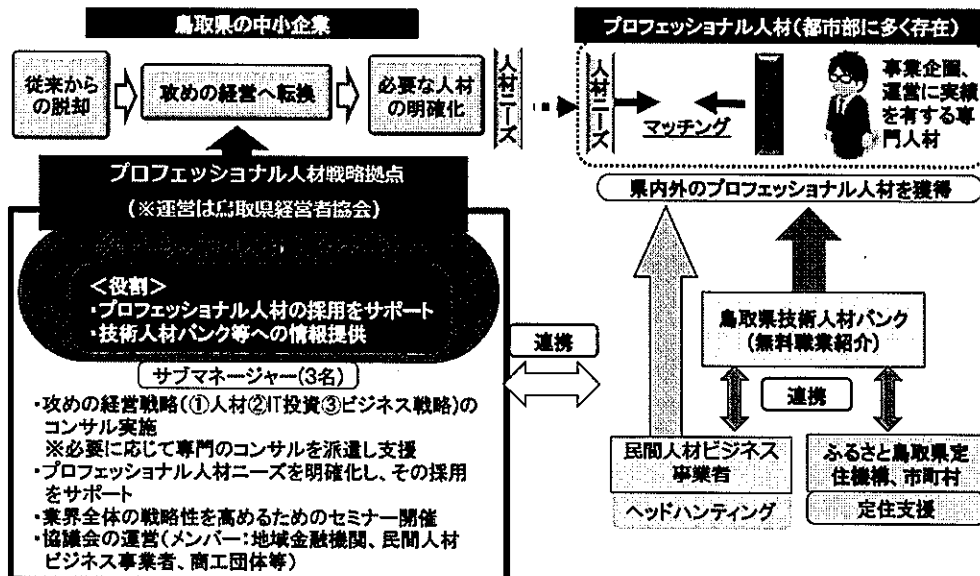 鳥取県の中小企業
従来から
の脱却
攻めの経営へ転換
必要な人材
の明確化
人材ニーズ
プロフェッショナル人材(都市部に多く存在)
人材ニーズ
マッチング
事業企画、
運営に実績
を有する専
門人材
県内外のプロフェッショナル人材を獲得
プロフェッショナル人材戦略拠点
(※運営は鳥取県経営者協会)
<役割>
・プロフェッショナル人材の採用をサポート
・技術人材バンク等への情報提供
サブマネージャー(3名)
・攻めの経営戦略(①人材②IT投資③ビジネス戦略)の
コンサル実施
※必要に応じて専門のコンサルを派遣し支援
・プロフェッショナル人材ニーズを明確化し、その採用
をサポート
・業界全体の戦略性を高めるためのセミナー開催
・協議会の運営(メンバー:地域金融機関、民間人材
ビジネス事業者、商工団体等)
連携
鳥取県技術人材バンク
(無料職業紹介)
連携
民間人材ビジネス
事業者
ヘッドハンティング
ふるさと鳥取県定
住機構、市町村
定住支援